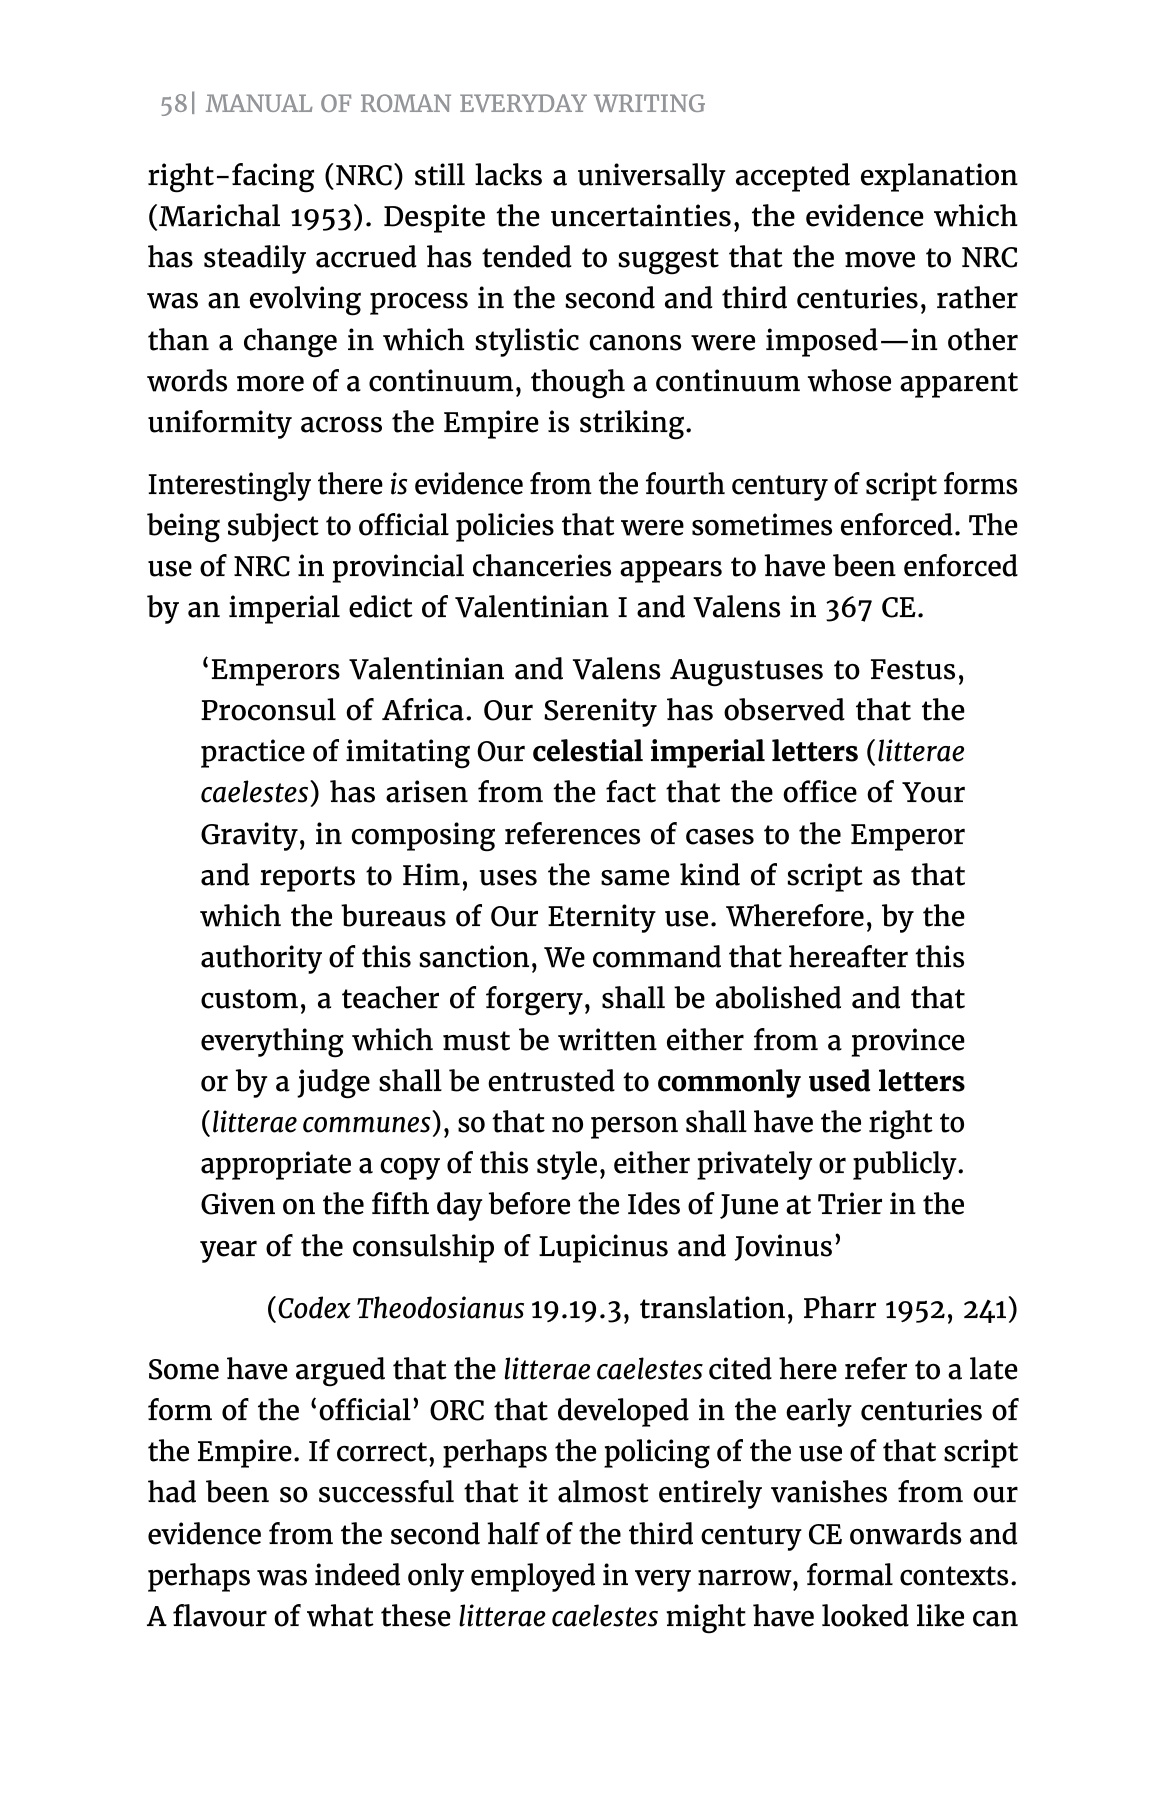 58| MANUAL OF ROMAN EVERYDAY WRITING
right-facing (NRC) still lacks a universally accepted explanation
(Marichal 1953). Despite the uncertainties, the evidence which
has steadily accrued has tended to suggest that the move to NRC
was an evolving process in the second and third centuries, rather
than a change in which stylistic canons were imposed—in other
words more of a continuum, though a continuum whose apparent
uniformity across the Empire is striking.
Interestingly there is evidence from the fourth century of script forms
being subject to official policies that were sometimes enforced. The
use of NRC in provincial chanceries appears to have been enforced
by an imperial edict of Valentinian I and Valens in 367 CE.
‘Emperors Valentinian and Valens Augustuses to Festus,
Proconsul of Africa. Our Serenity has observed that the
practice of imitating Our celestial imperial letters (litterae
caelestes) has arisen from the fact that the office of Your
Gravity, in composing references of cases to the Emperor
and reports to Him, uses the same kind of script as that
which the bureaus of Our Eternity use. Wherefore, by the
authority of this sanction, We command that hereafter this
custom, a teacher of forgery, shall be abolished and that
everything which must be written either from a province
or by a judge shall be entrusted to commonly used letters
(litterae communes), so that no person shall have the right to
appropriate a copy of this style, either privately or publicly.
Given on the fifth day before the Ides of June at Trier in the
year of the consulship of Lupicinus and Jovinus’
(Codex Theodosianus 19.19.3, translation, Pharr 1952, 241)
Some have argued that the litterae caelestes cited here refer to a late
form of the ‘official’ ORC that developed in the early centuries of
the Empire. If correct, perhaps the policing of the use of that script
had been so successful that it almost entirely vanishes from our
evidence from the second half of the third century CE onwards and
perhaps was indeed only employed in very narrow, formal contexts.
A flavour of what these litterae caelestes might have looked like can